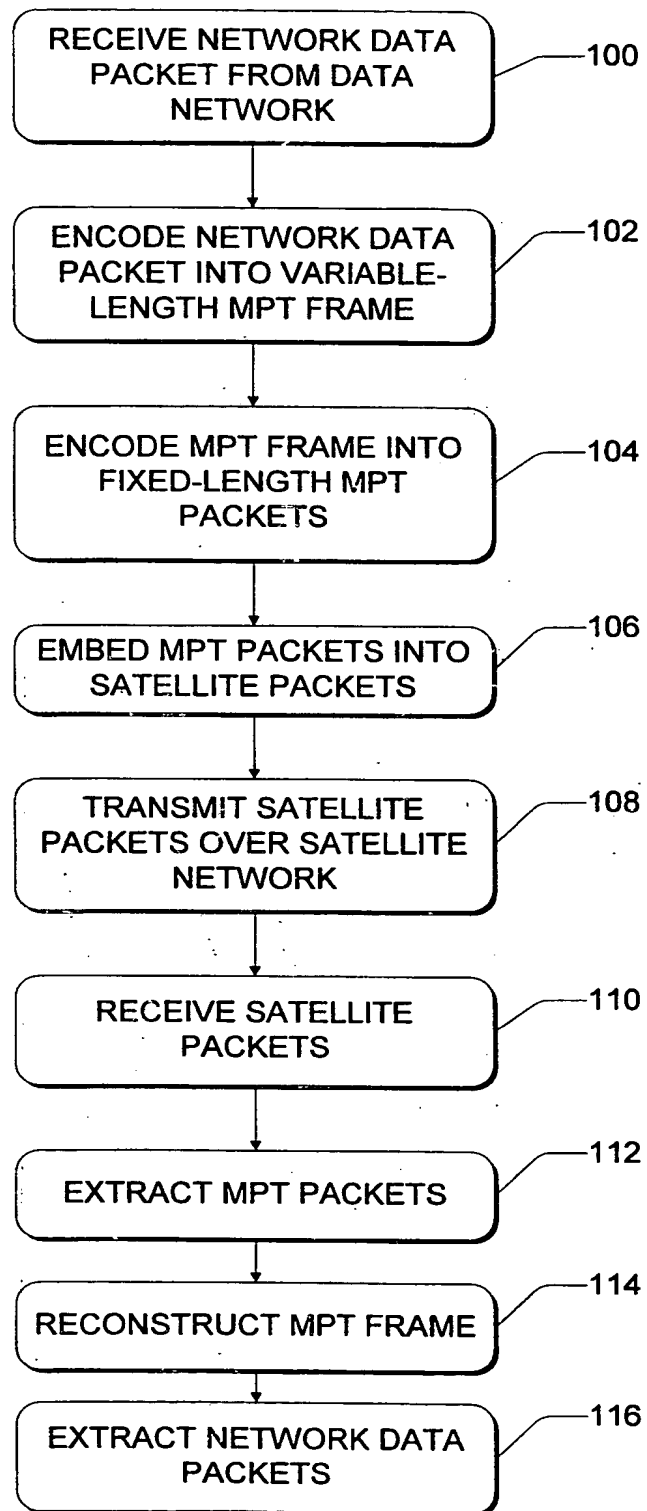 RECEIVE NETWORK DATA
PACKET FROM DATA
NETWORK
100
ENCODE NETWORK DATA
PACKET INTO VARIABLE-
LENGTH MPT FRAME
102
ENCODE MPT FRAME INTO
FIXED-LENGTH MPT
PACKETS
104
EMBED MPT PACKETS INTO
SATELLITE PACKETS
106
TRANSMIT SATELLITE
PACKETS OVER SATELLITE
NETWORK
108
RECEIVE SATELLITE
PACKETS
110
EXTRACT MPT PACKETS
112
RECONSTRUCT MPT FRAME
114
EXTRACT NETWORK DATA
PACKETS
116